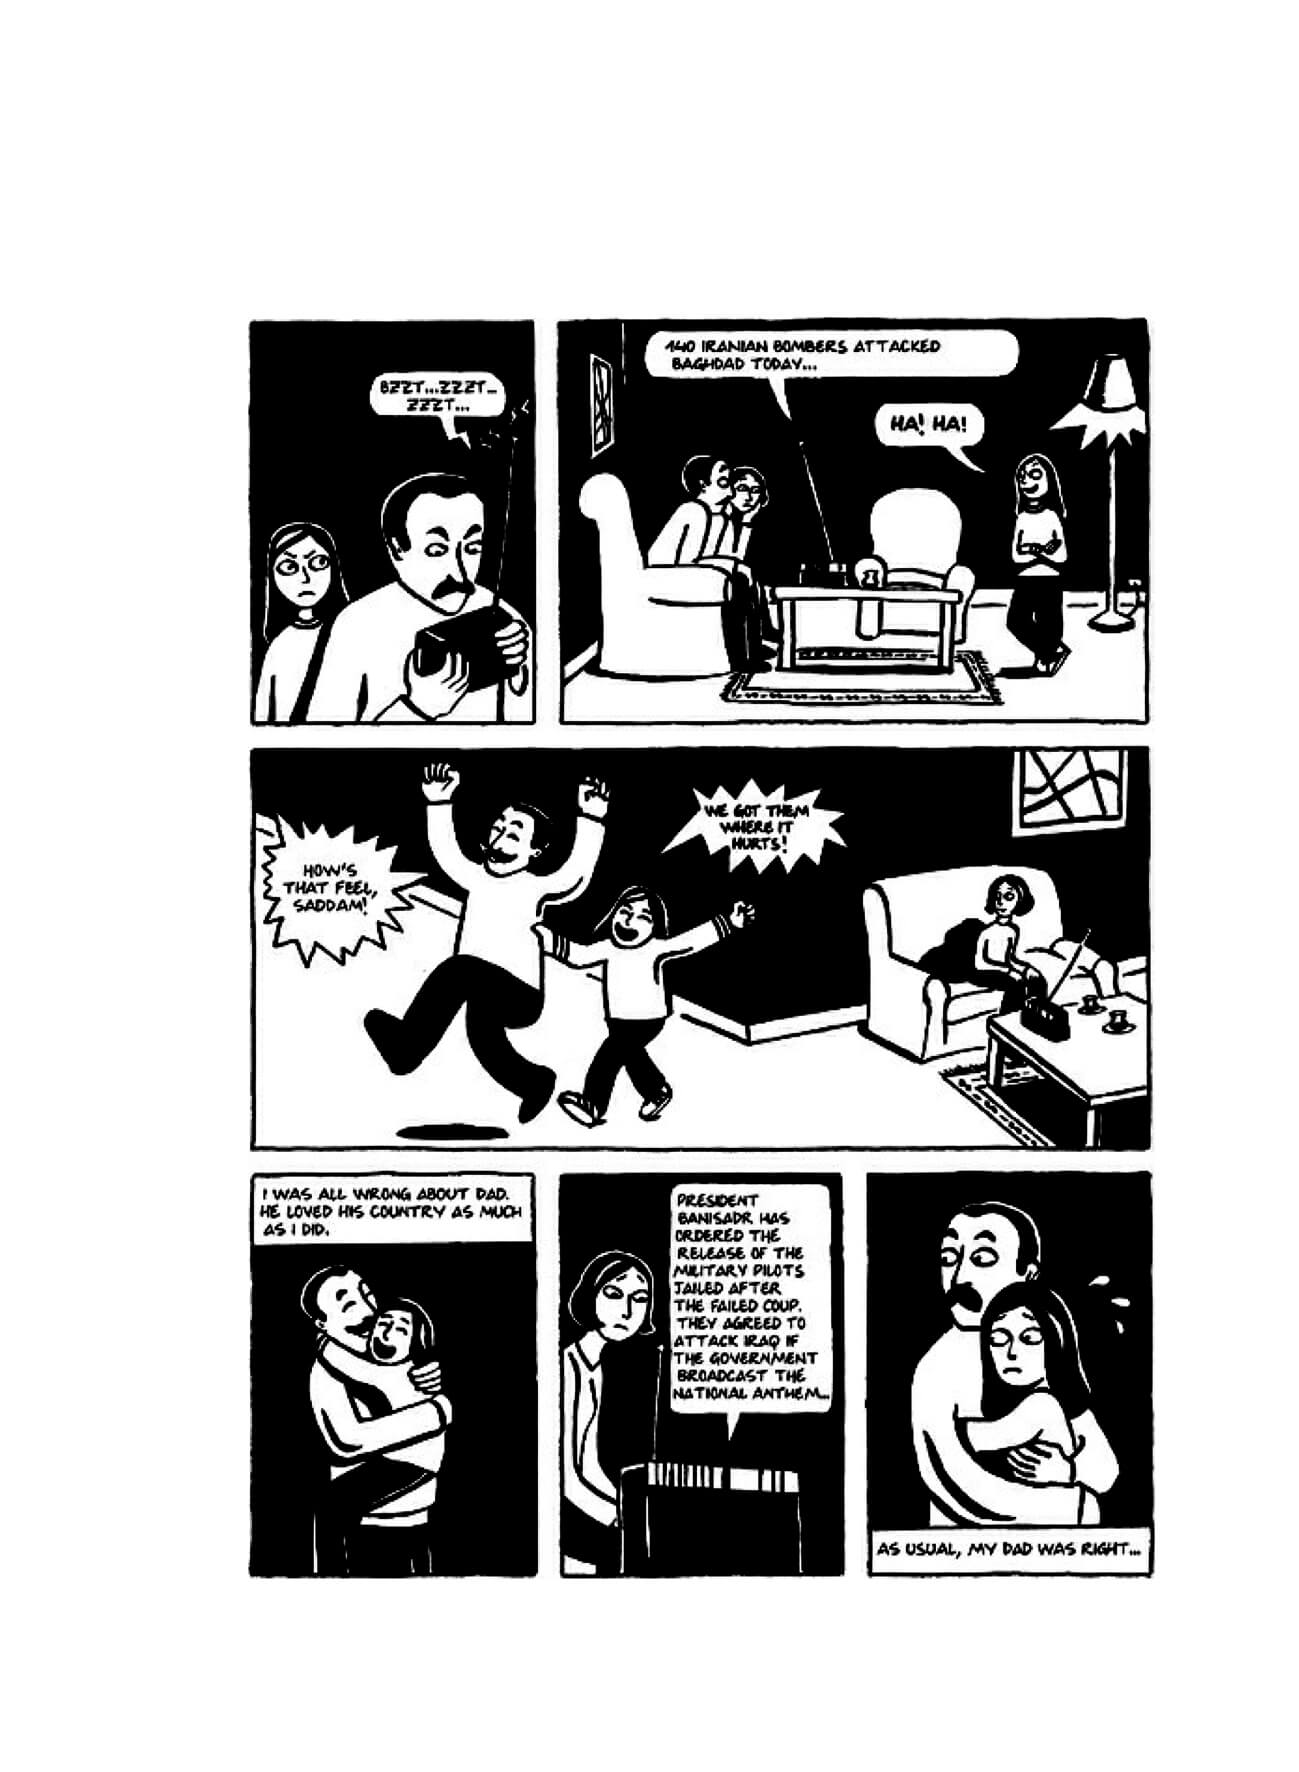 BZZT...ZZZT...
ZZZT...
140 IRANIAN BOMBERS ATTACKED
BAGHDAD TODAY...
HA! HA!
HOW'S
THAT FEEL,
SADDAM!
WE GOT THEM
WHERE IT
HURTS!
I WAS ALL WRONG ABOUT DAD.
HE LOVED HIS COUNTRY AS MUCH
AS I DID.
PRESIDENT
BANISADR HAS
ORDERED THE
RELEASE OF THE
MILITARY PILOTS
JAILED AFTER
THE FAILED COUP.
THEY AGREED TO
ATTACK IRAQ IF
THE GOVERNMENT
BROADCAST THE
NATIONAL ANTHEM...
AS USUAL, MY DAD WAS RIGHT...